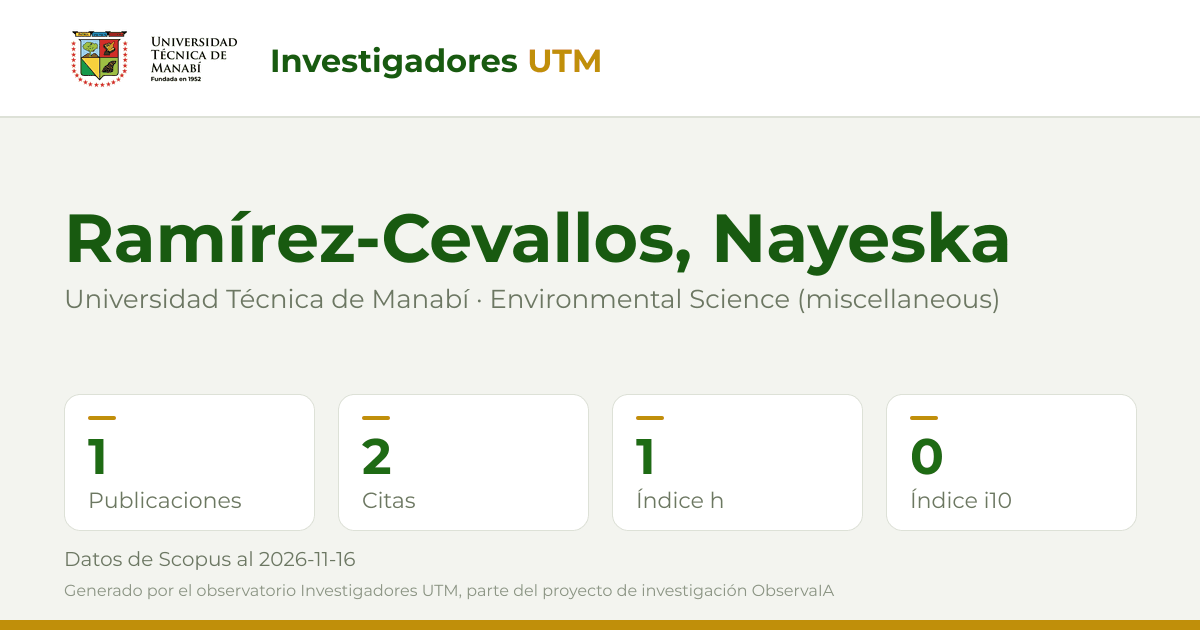 UNIVERSIDAD
TÉCNICA DE
MANABÍ
Fundada en 1952
Investigadores UTM
Ramírez-Cevallos, Nayeska
Universidad Técnica de Manabí · Environmental Science (miscellaneous)
1
Publicaciones
2
Citas
1
Índice h
0
Índice i10
Datos de Scopus al 2026-11-16
Generado por el observatorio Investigadores UTM, parte del proyecto de investigación ObservaIA